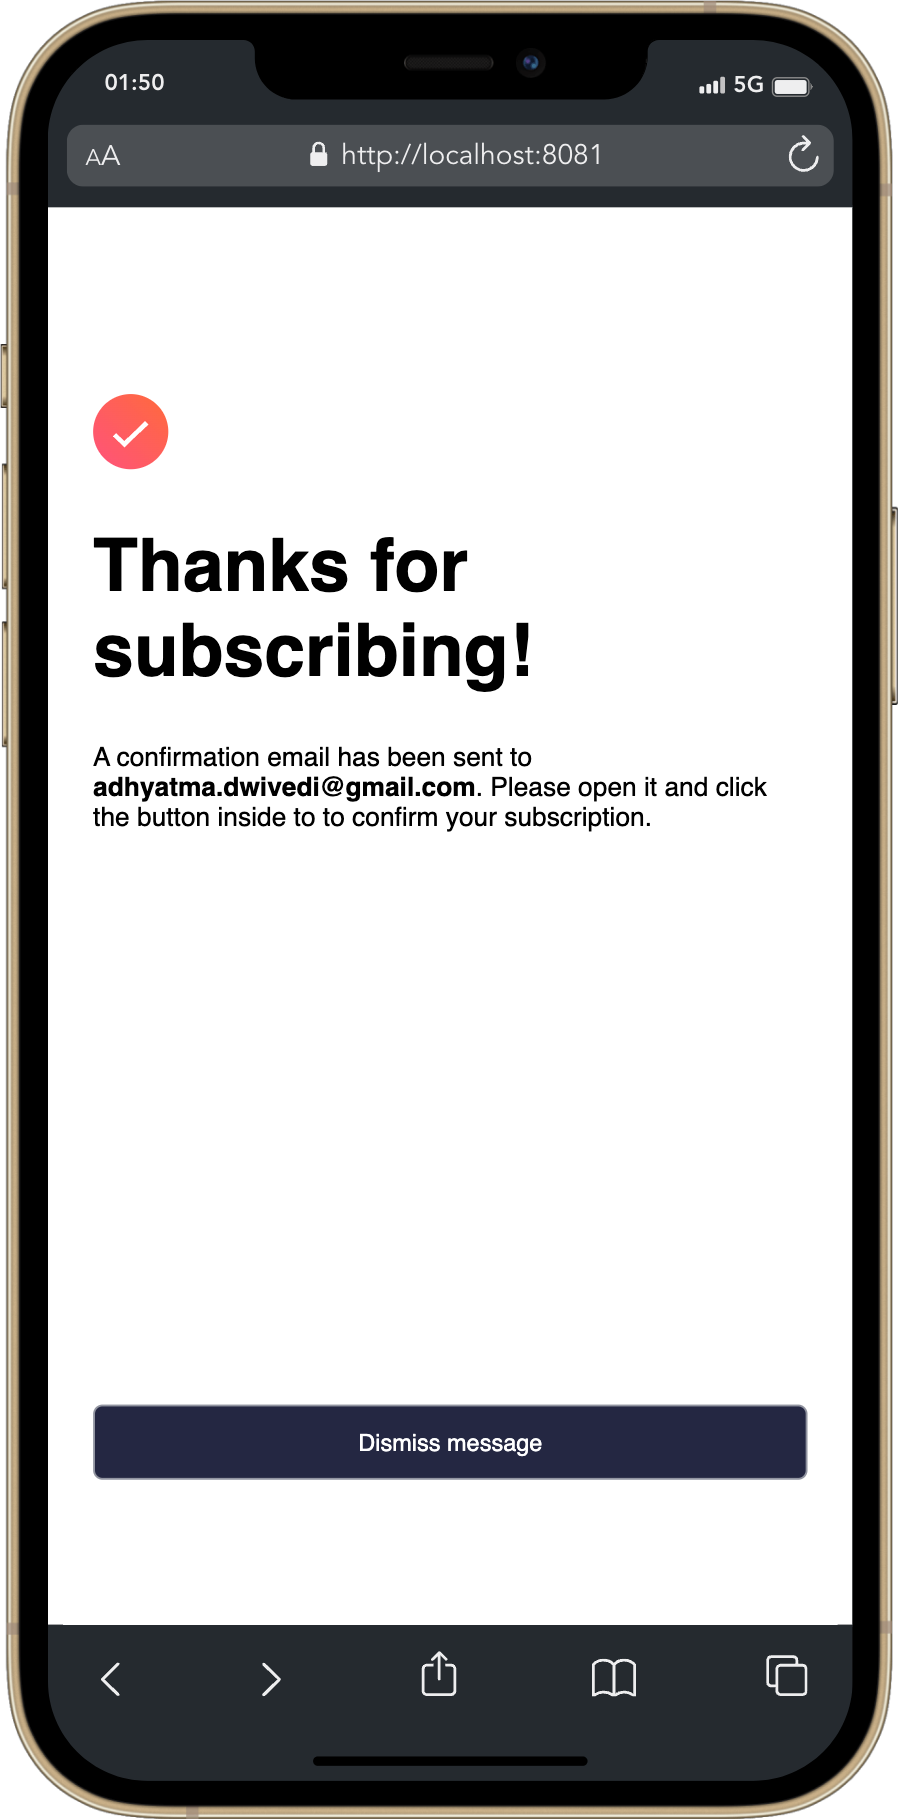 01:50
5G
AA
http://localhost:8081
Thanks for
subscribing!
A confirmation email has been sent to
adhyatma.dwivedi@gmail.com. Please open it and click
the button inside to to confirm your subscription.
Dismiss message